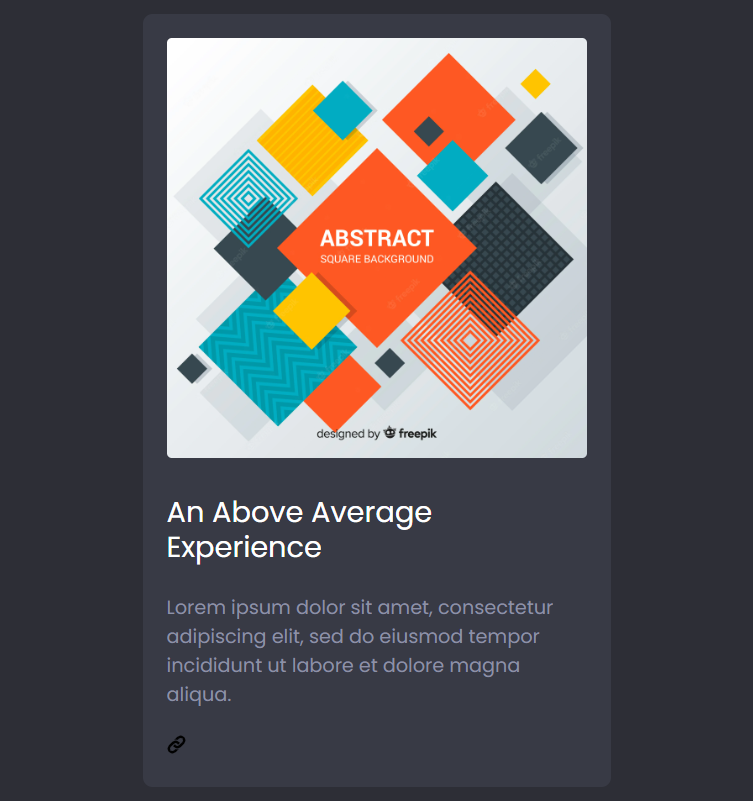 ABSTRACT
SQUARE BACKGROUND
designed by freepik
An Above Average
Experience
Lorem ipsum dolor sit amet, consectetur
adipiscing elit, sed do eiusmod tempor
incididunt ut labore et dolore magna
aliqua.